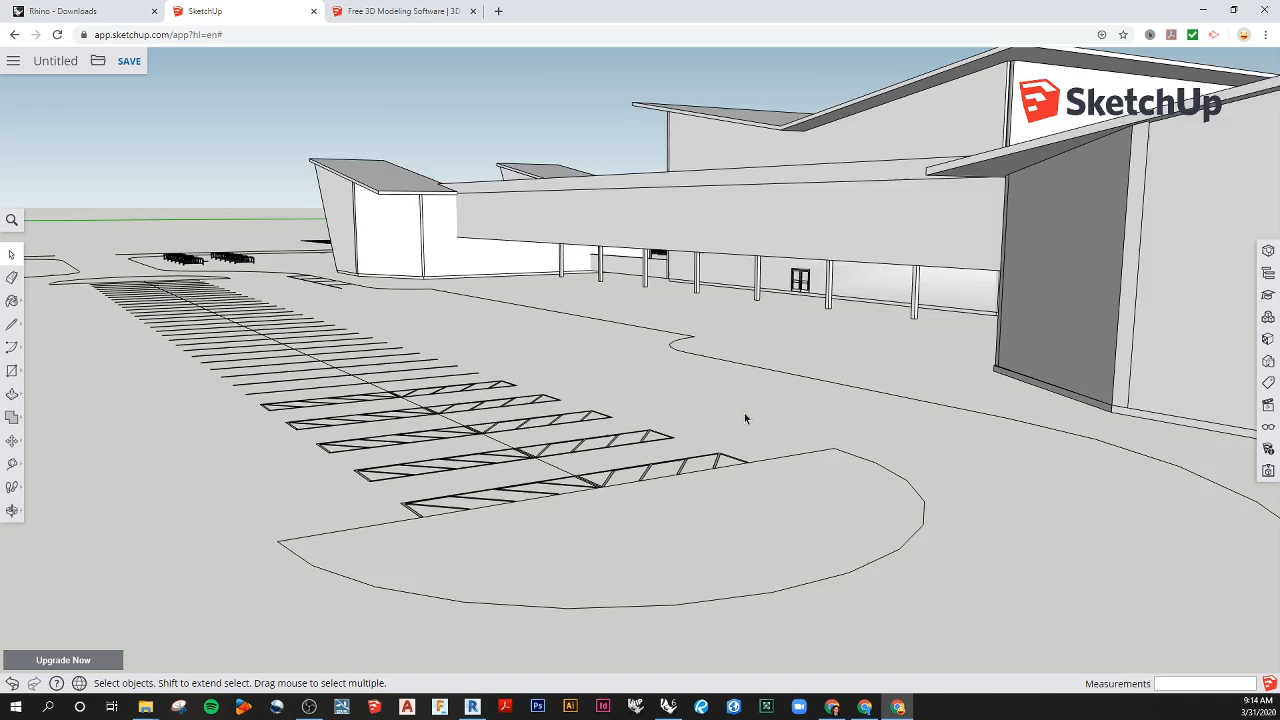 Rhino - Downloads
SketchUp
Free 3D Modeling Software | 3D
app.sketchup.com/app?hl=en#
Untitled
SAVE
SketchUp
Upgrade Now
Select objects. Shift to extend select. Drag mouse to select multiple.
Measurements
9:14 AM
3/31/2020